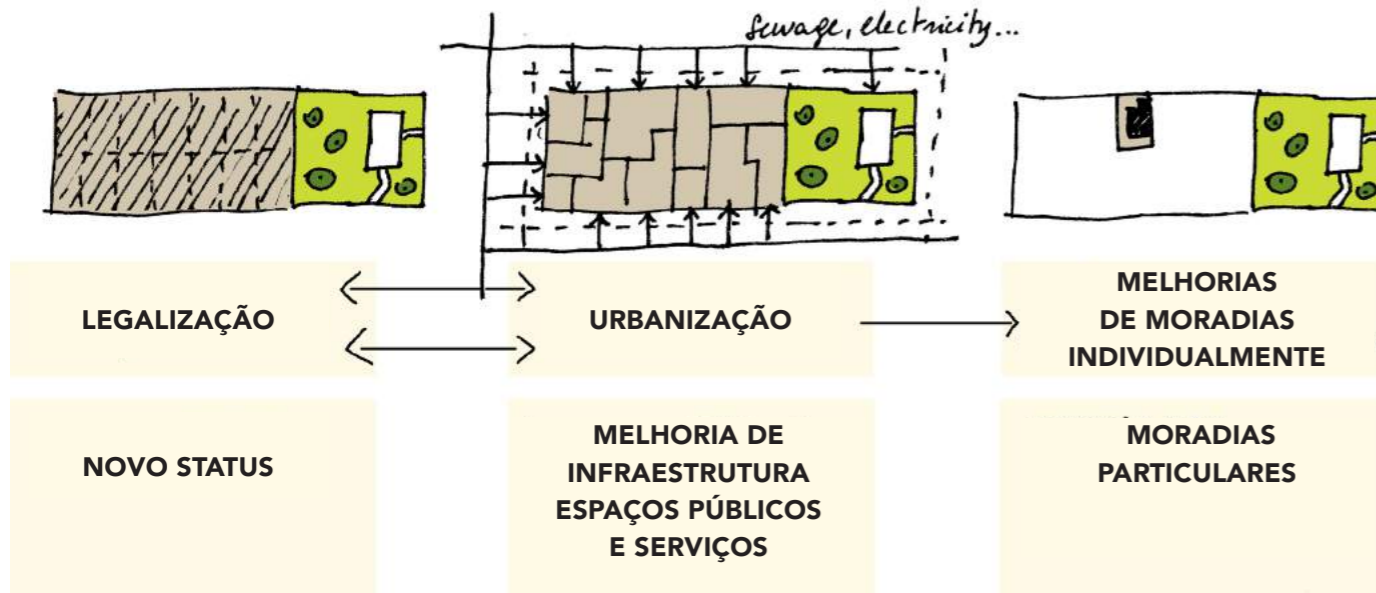 Sewage, electricity...
LEGALIZAÇÃO
URBANIZAÇÃO
MELHORIAS
DE MORADIAS
INDIVIDUALMENTE
NOVO STATUS
MELHORIA DE
INFRAESTRUTURA
ESPAÇOS PÚBLICOS
E SERVIÇOS
MORADIAS
PARTICULARES